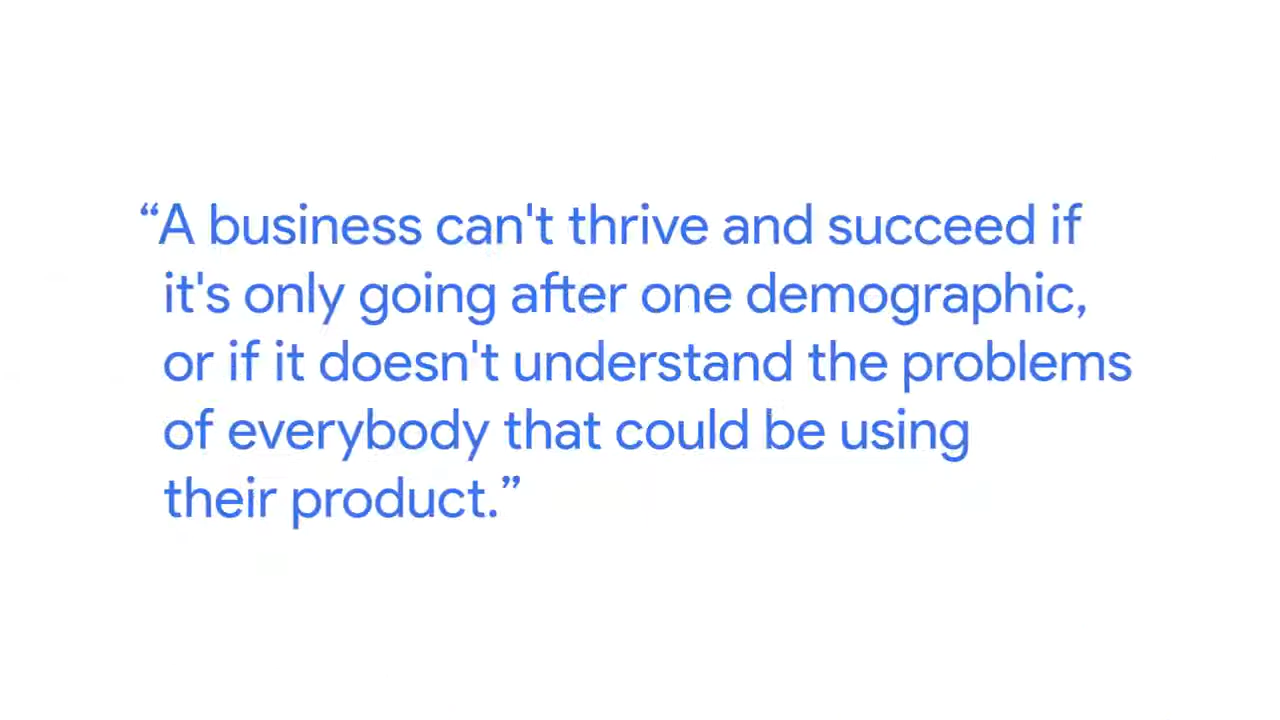 “A business can't thrive and succeed if
it's only going after one demographic,
or if it doesn't understand the problems
of everybody that could be using
their product.”